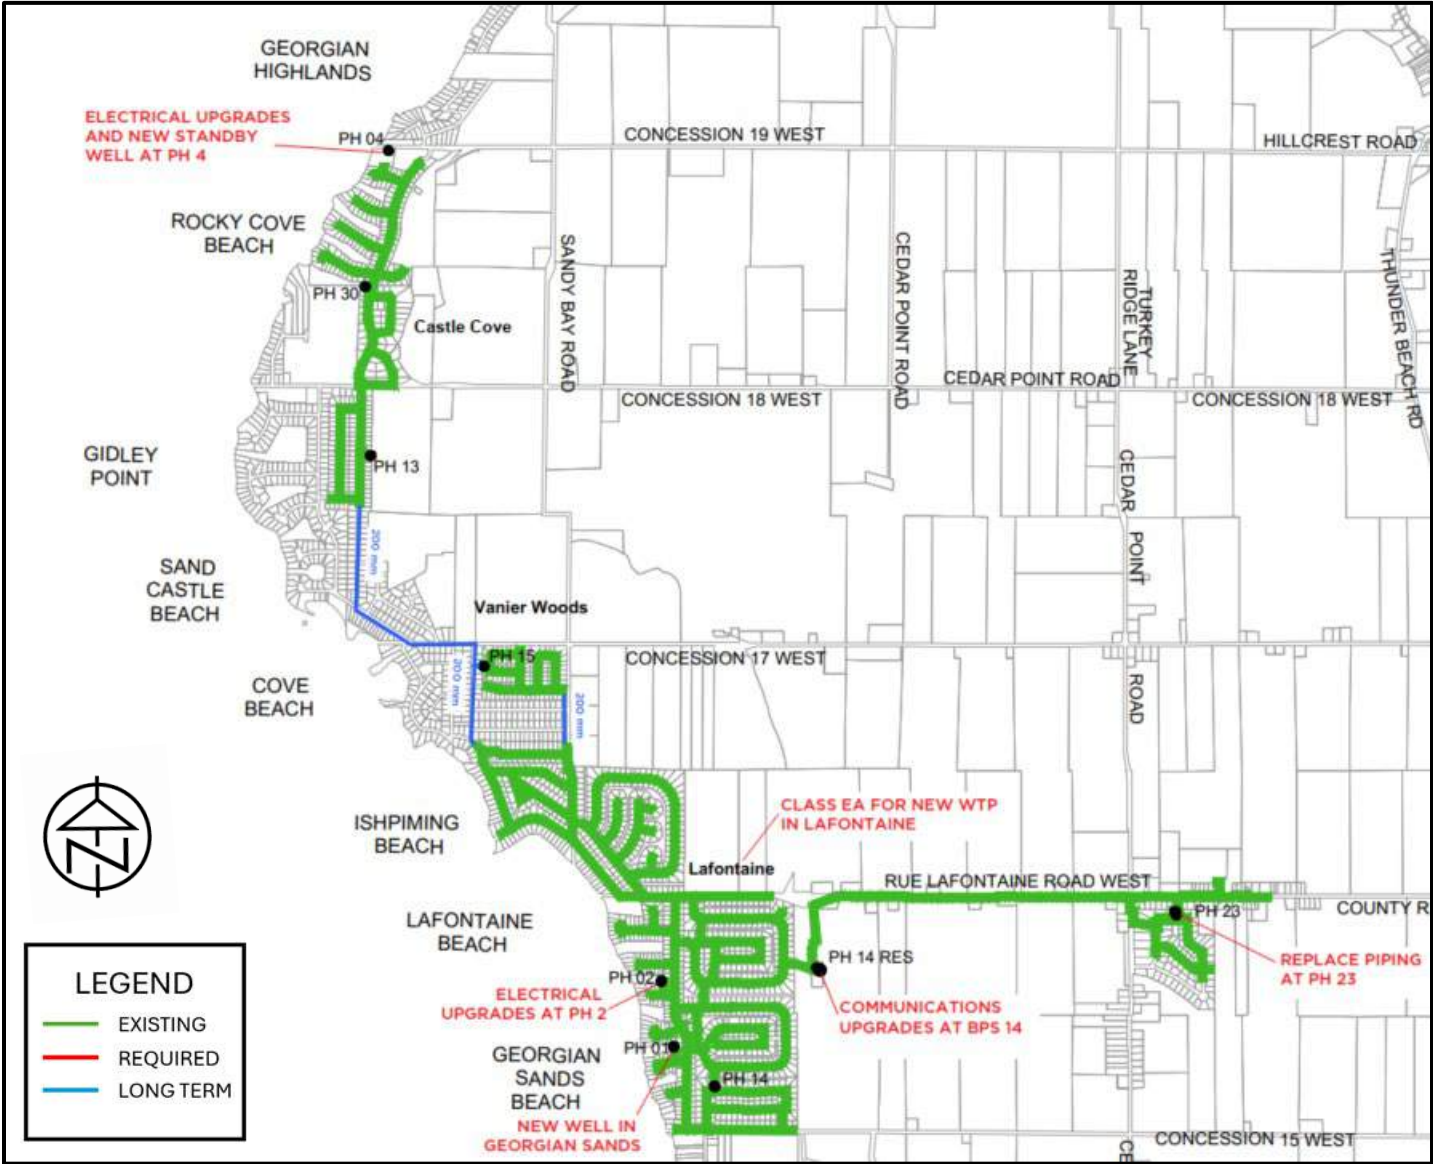 GEORGIAN
HIGHLANDS
ELECTRICAL UPGRADES
AND NEW STANDBY
WELL AT PH 4
PH 04
CONCESSION 19 WEST
HILLCREST ROAD
ROCKY COVE
BEACH
SANDY BAY ROAD
CEDAR POINT ROAD
TURKEY
RIDGE LANE
THUNDER BEACH RD
PH 30
Castle Cove
CEDAR POINT ROAD
CONCESSION 18 WEST
CONCESSION 18 WEST
GIDLEY
POINT
PH 13
CEDAR POINT ROAD
200 mm
SAND
CASTLE
BEACH
Vanier Woods
PH 15
CONCESSION 17 WEST
200 mm
200 mm
COVE
BEACH
ISHPIMING
BEACH
CLASS EA FOR NEW WTP
IN LAFONTAINE
Lafontaine
RUE LAFONTAINE ROAD WEST
PH 23
COUNTY R
LAFONTAINE
BEACH
PH 14 RES
REPLACE PIPING
AT PH 23
PH 02
ELECTRICAL
UPGRADES AT PH 2
COMMUNICATIONS
UPGRADES AT BPS 14
PH 01
GEORGIAN
SANDS
BEACH
PH 14
NEW WELL IN
GEORGIAN SANDS
CONCESSION 15 WEST
CE
N
LEGEND
EXISTING
REQUIRED
LONG TERM